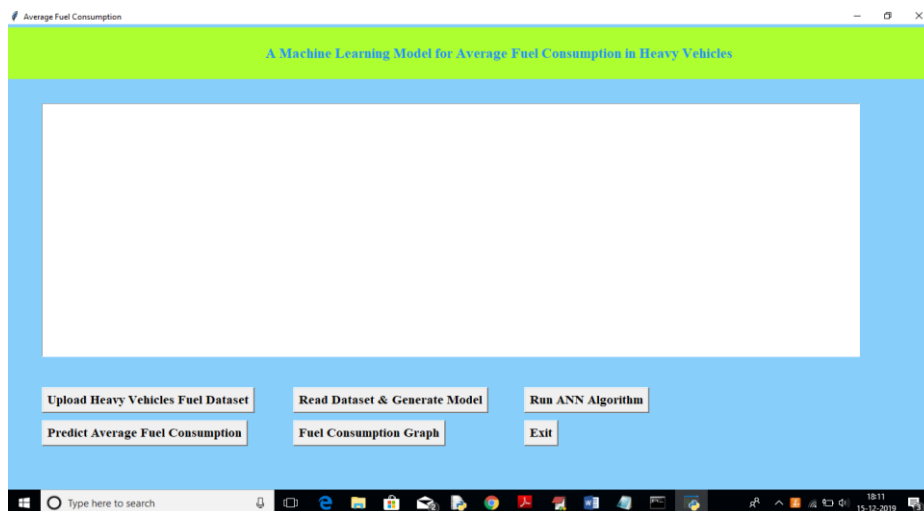 Average Fuel Consumption
A Machine Learning Model for Average Fuel Consumption in Heavy Vehicles
Upload Heavy Vehicles Fuel Dataset Read Dataset & Generate Model Run ANN Algorithm
Predict Average Fuel Consumption Fuel Consumption Graph Exit
Type here to search
18:11
15-12-2019